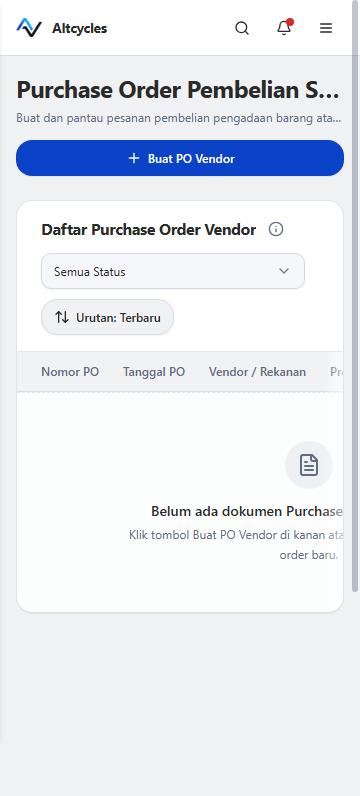 Altcycles
Purchase Order Pembelian S...
Buat dan pantau pesanan pembelian pengadaan barang ata...
+ Buat PO Vendor
Daftar Purchase Order Vendor
Semua Status
Urutan: Terbaru
Nomor PO Tanggal PO Vendor / Rekanan
Belum ada dokumen Purchase
Klik tombol Buat PO Vendor di kanan ata
order baru.